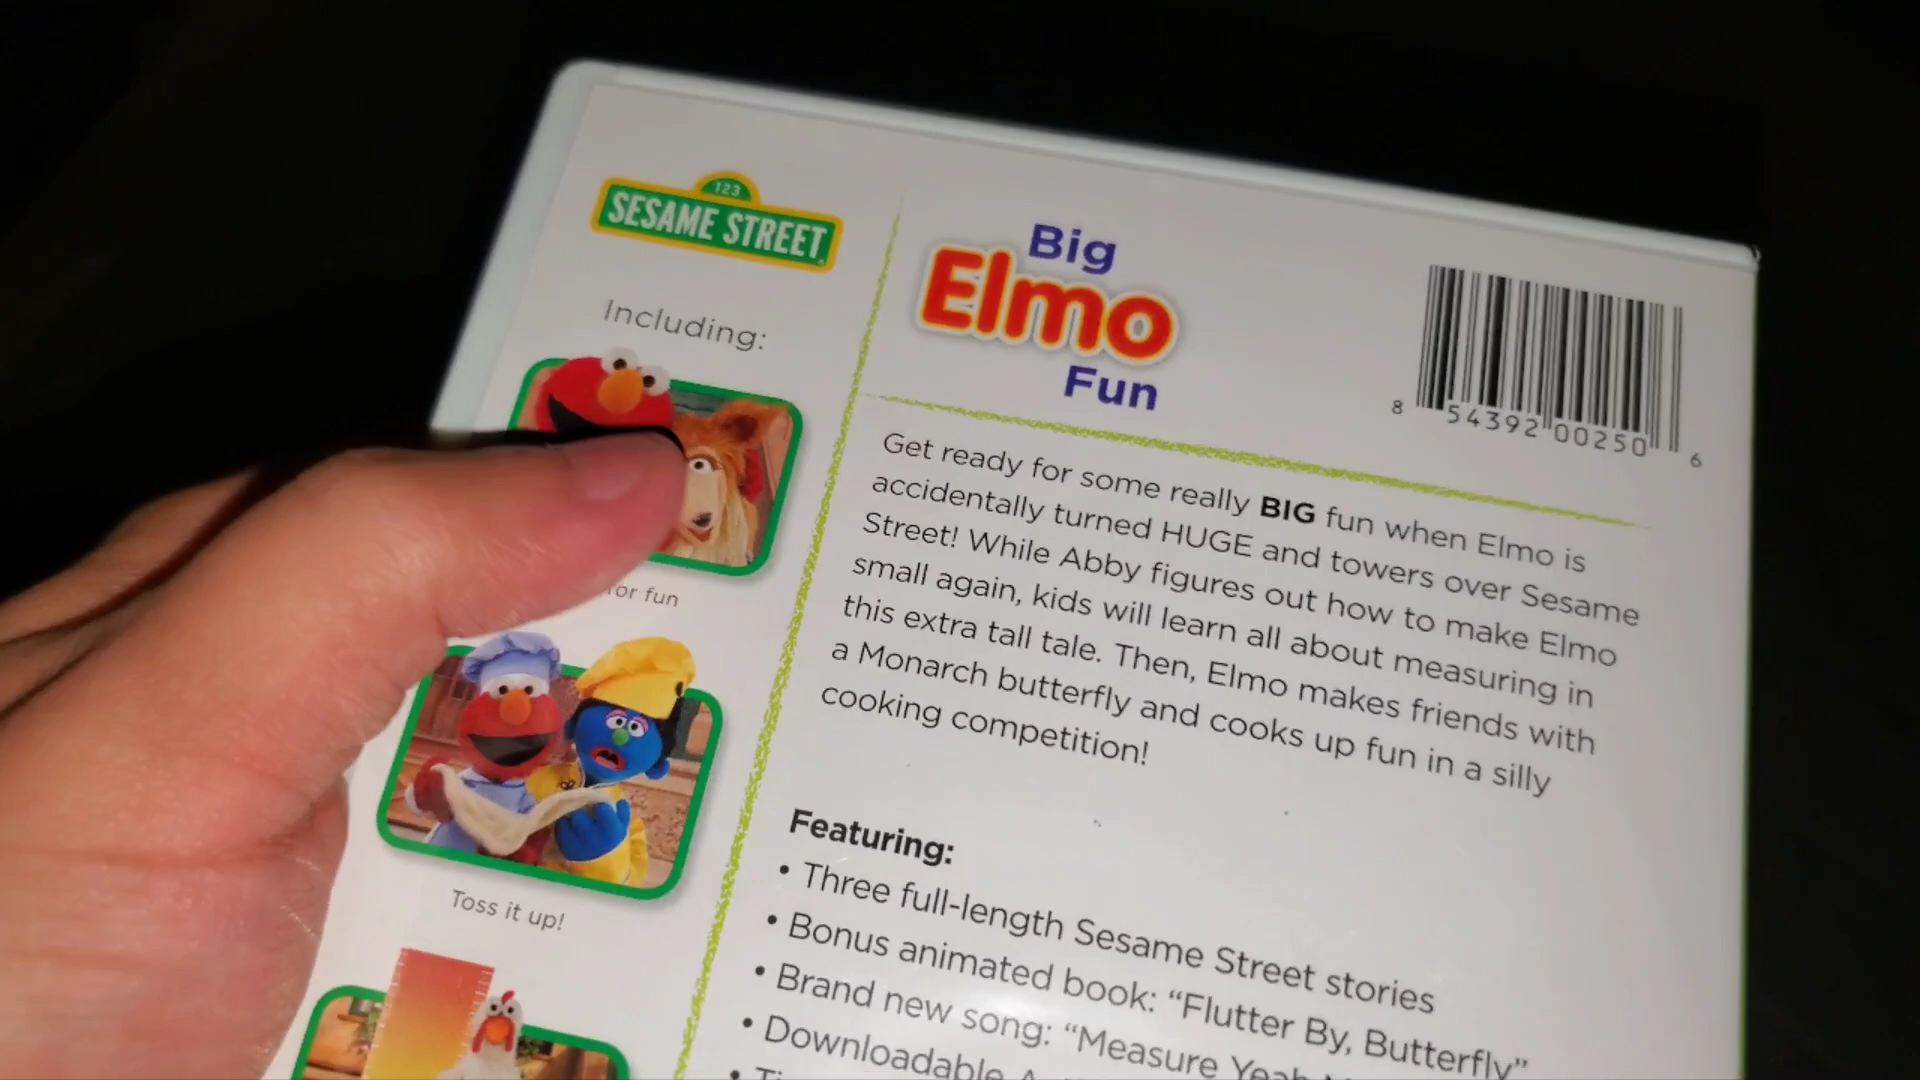 123
SESAME STREET
Including:
for fun
Toss it up!
Big
Elmo
Fun
8 54392 00250 6
Get ready for some really BIG fun when Elmo is
accidentally turned HUGE and towers over Sesame
Street! While Abby figures out how to make Elmo
small again, kids will learn all about measuring in
this extra tall tale. Then, Elmo makes friends with
a Monarch butterfly and cooks up fun in a silly
cooking competition!
Featuring:
• Three full-length Sesame Street stories
• Bonus animated book: “Flutter By, Butterfly”
• Brand new song: “Measure Yeah
• Downloadable